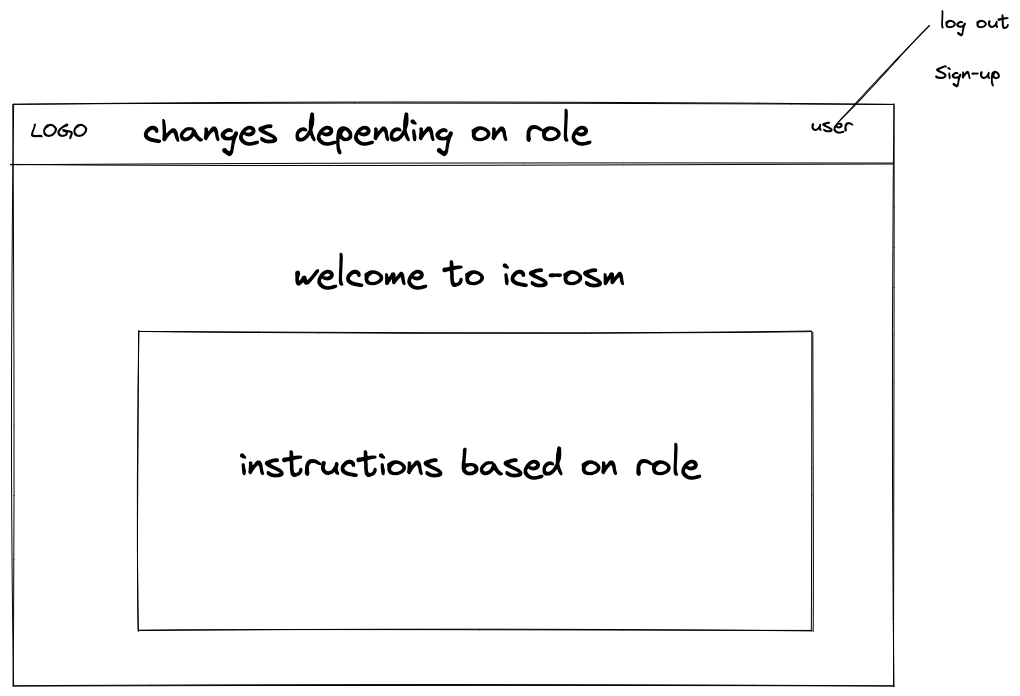 log out
Sign-up
LOGO changes depending on role user
welcome to ics-osm
instructions based on role